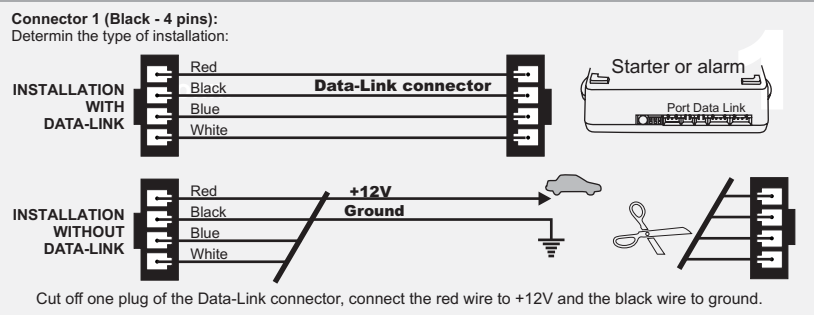 Connector 1 (Black - 4 pins):
Determin the type of installation:
1
INSTALLATION
WITH
DATA-LINK
Red
Black
Blue
White
Data-Link connector
Starter or alarm
Port Data Link
INSTALLATION
WITHOUT
DATA-LINK
Red
Black
Blue
White
+12V
Ground
Cut off one plug of the Data-Link connector, connect the red wire to +12V and the black wire to ground.